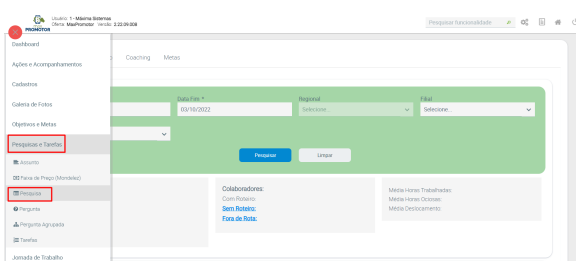 Usuário: 1 - Máxima Sistemas
Cliente: MaxPromotor Versão: 3.22.09.008
PROMOTOR
Pesquisar funcionalidade
Dashboard
Ações e Acompanhamentos
Cadastros
Galeria de Fotos
Objetivos e Metas
Pesquisas e Tarefas
Assunto
Faixa de Preço (Mondelez)
Pesquisa
Pergunta
Pergunta Agrupada
Tarefas
Jornada de Trabalho
Coaching Metas
Data Fim * Regional Filial
03/10/2022 Selecione... Selecione...
Pesquisar Limpar
Colaboradores:
Com Roteiro:
Sem Roteiro:
Fora de Rota:
Média Horas Trabalhadas:
Média Horas Ociosas:
Média Deslocamento: